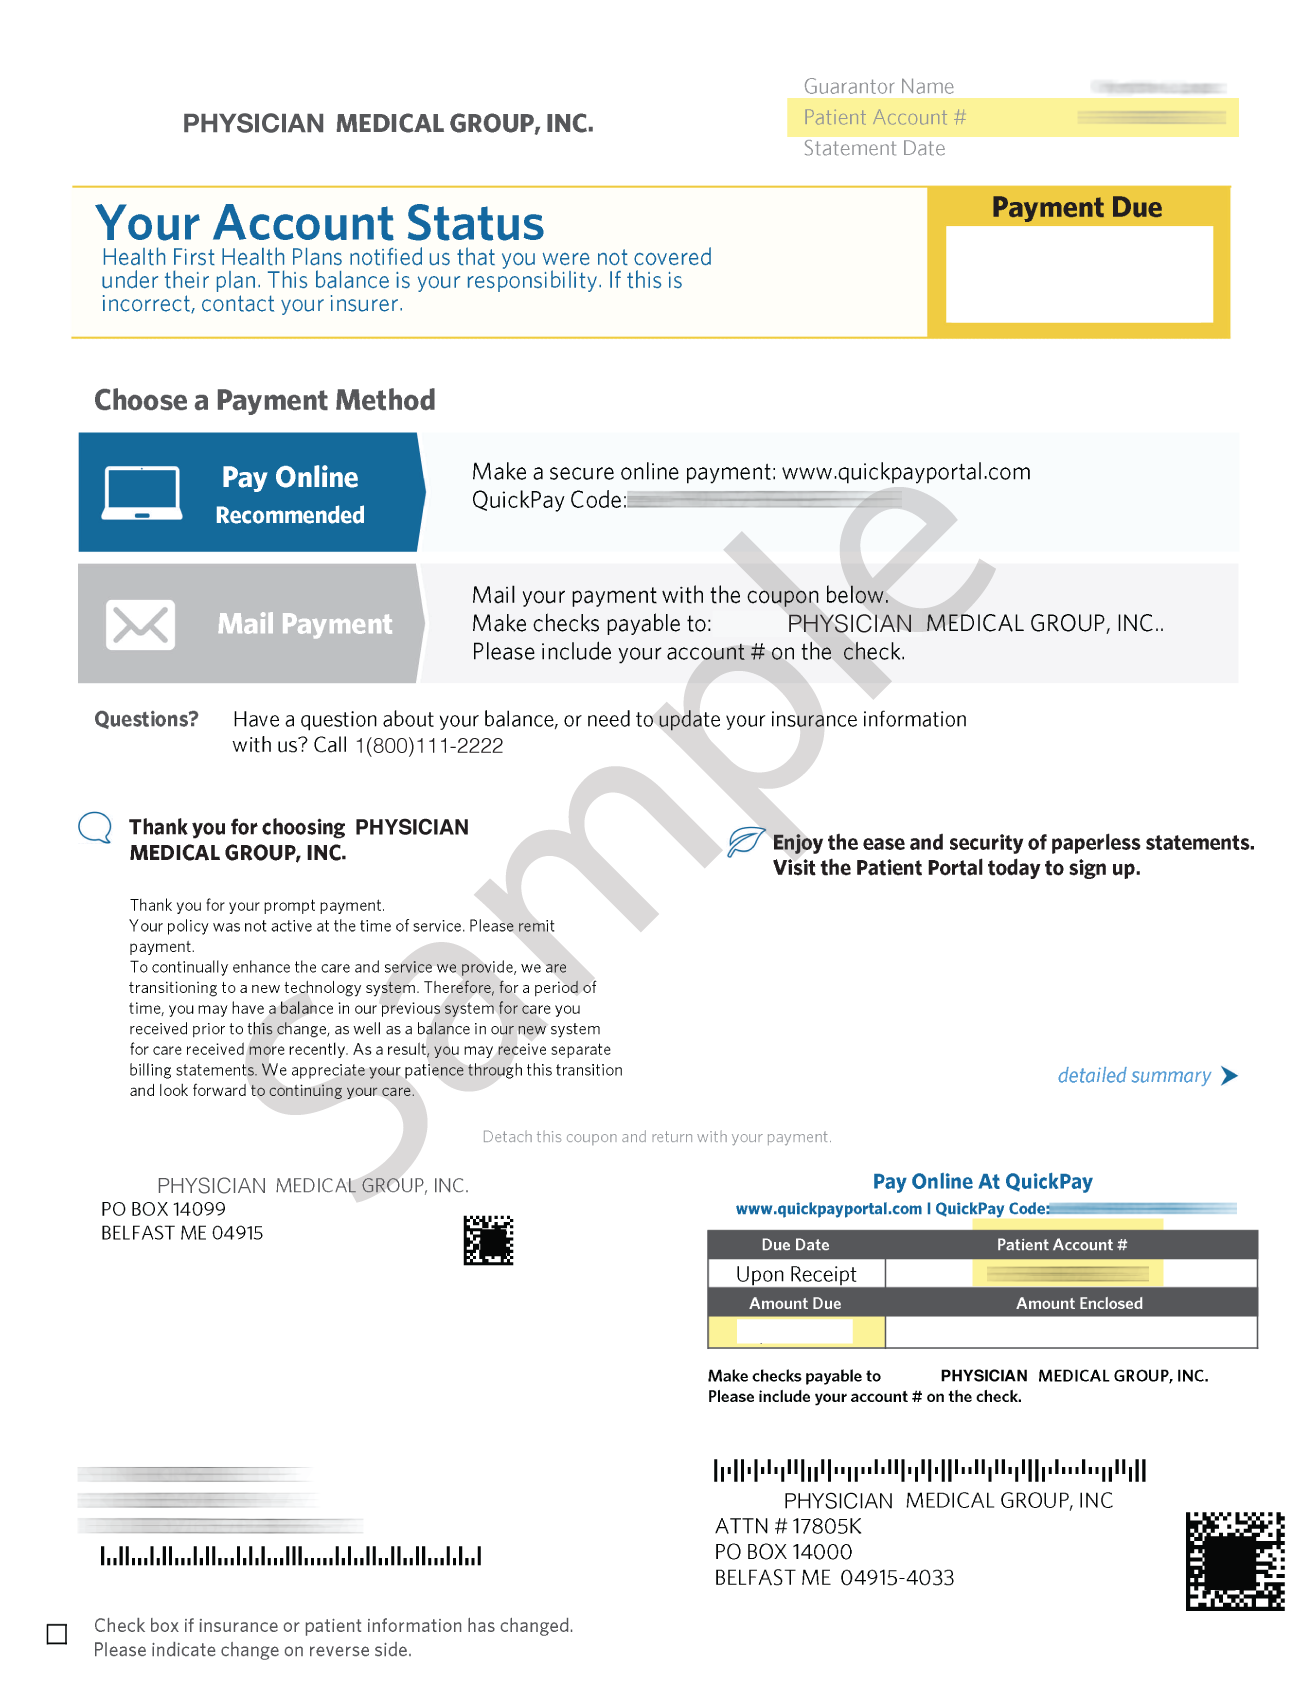 Guarantor Name
PHYSICIAN MEDICAL GROUP, INC.
Patient Account #
Statement Date
Your Account Status
Health First Health Plans notified us that you were not covered
under their plan. This balance is your responsibility. If this is
incorrect, contact your insurer.
Payment Due
Choose a Payment Method
Pay Online
Recommended
Make a secure online payment: www.quickpayportal.com
QuickPay Code:
Mail Payment
Mail your payment with the coupon below.
Make checks payable to: PHYSICIAN MEDICAL GROUP, INC..
Please include your account # on the check.
Questions? Have a question about your balance, or need to update your insurance information
with us? Call 1(800)111-2222
Thank you for choosing PHYSICIAN
MEDICAL GROUP, INC.
Enjoy the ease and security of paperless statements.
Visit the Patient Portal today to sign up.
Thank you for your prompt payment.
Your policy was not active at the time of service. Please remit
payment.
To continually enhance the care and service we provide, we are
transitioning to a new technology system. Therefore, for a period of
time, you may have a balance in our previous system for care you
received prior to this change, as well as a balance in our new system
for care received more recently. As a result, you may receive separate
billing statements. We appreciate your patience through this transition
and look forward to continuing your care.
detailed summary
Sample
Detach this coupon and return with your payment.
PHYSICIAN MEDICAL GROUP, INC.
PO BOX 14099
BELFAST ME 04915
Pay Online At QuickPay
www.quickpayportal.com I QuickPay Code:
Due Date Patient Account #
Upon Receipt
Amount Due Amount Enclosed
Make checks payable to PHYSICIAN MEDICAL GROUP, INC.
Please include your account # on the check.
PHYSICIAN MEDICAL GROUP, INC
ATTN # 17805K
PO BOX 14000
BELFAST ME 04915-4033
Check box if insurance or patient information has changed.
Please indicate change on reverse side.